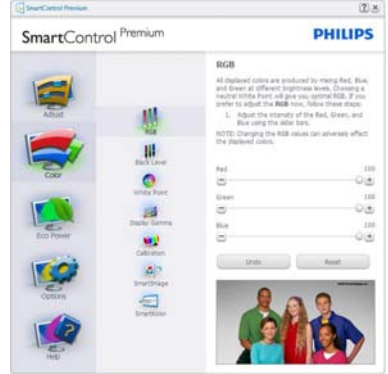 SmartControl Premium
SmartControl Premium
PHILIPS
Adjust
Color
Eco Power
Options
Help
RGB
Black Level
White Point
Display Gamma
Calibration
SmartImage
SmartKolor
RGB
All displayed colors are produced by mixing Red, Blue,
and Green at different brightness levels. Choosing a
neutral White Point will give you optimal RGB. If you
prefer to adjust the RGB now, follow these steps:
1. Adjust the intensity of the Red, Green, and
Blue using the slider bars.
NOTE: Changing the RGB values can adversely affect
the displayed colors.
Red 100
Green 100
Blue 100
Undo Reset